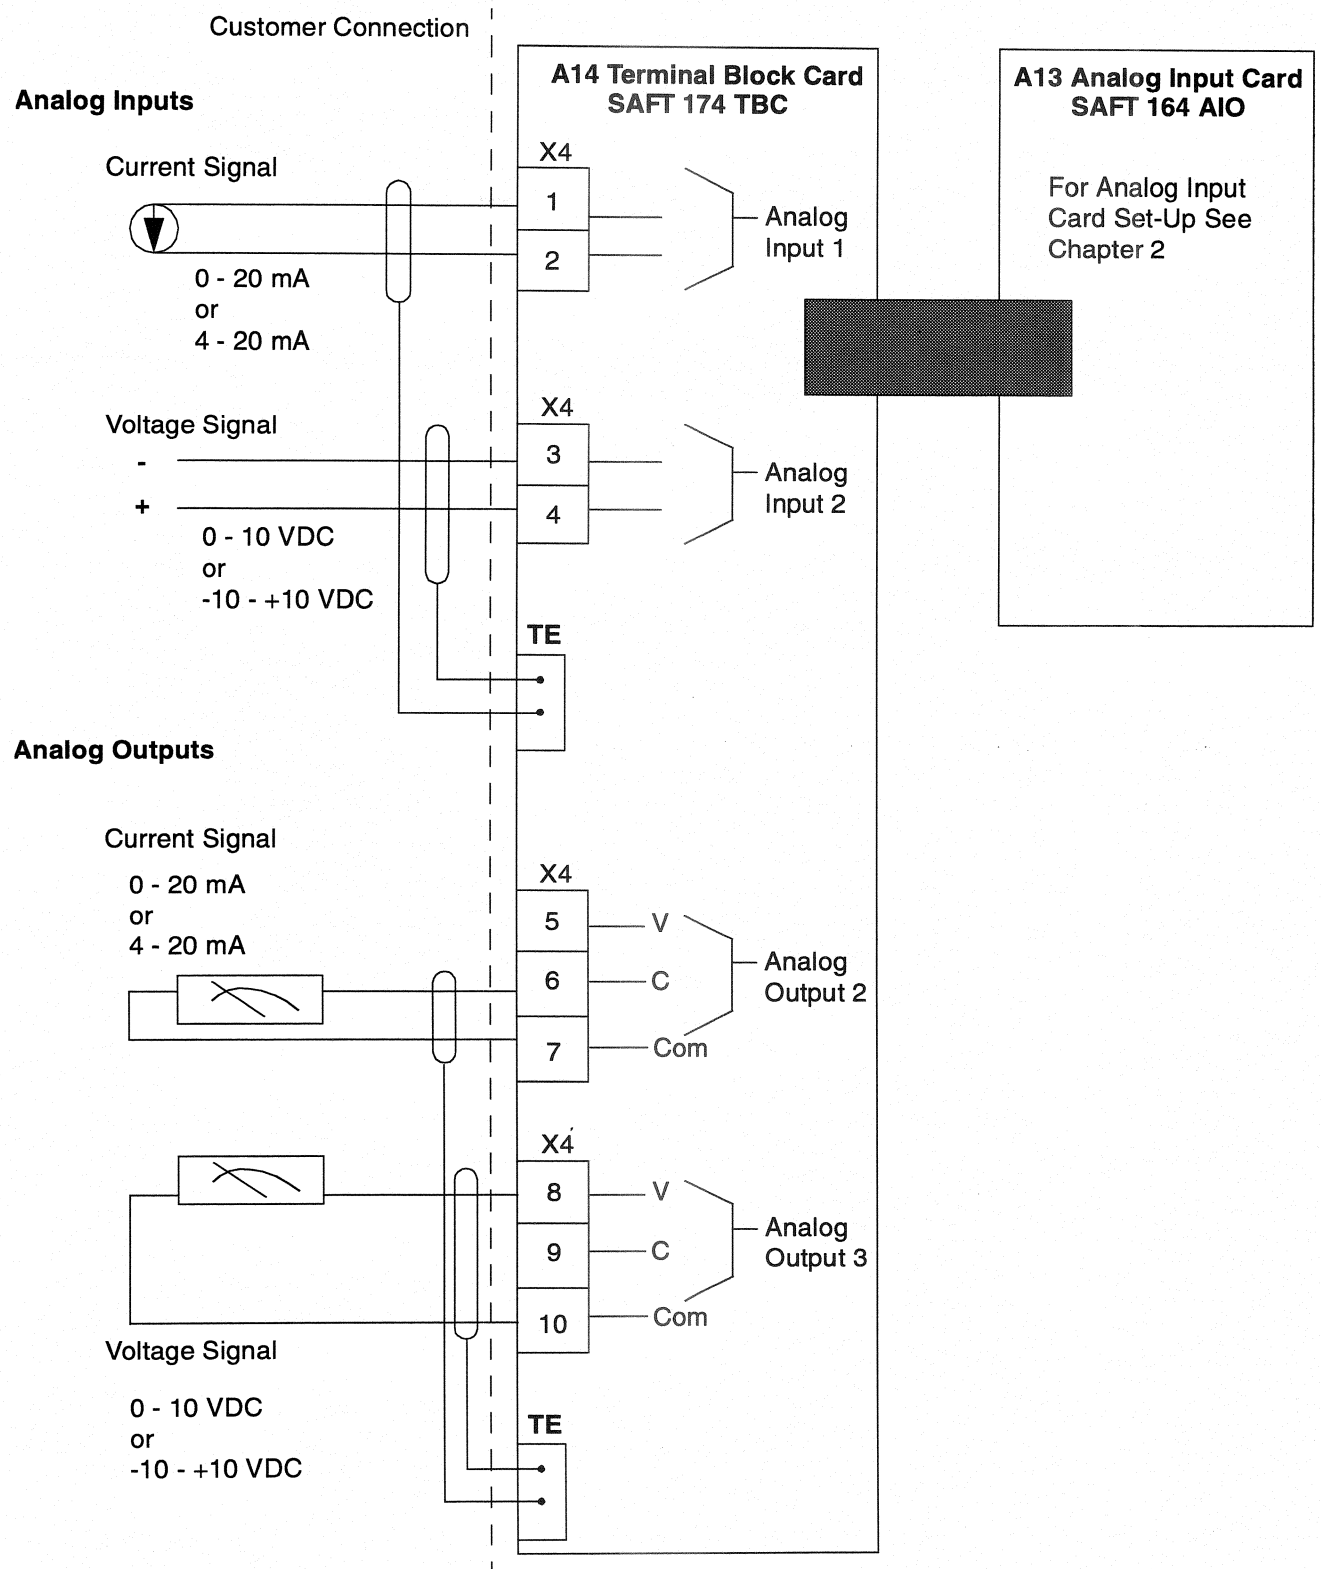 Customer Connection
A14 Terminal Block Card
SAFT 174 TBC
A13 Analog Input Card
SAFT 164 AIO
For Analog Input
Card Set-Up See
Chapter 2
Analog Inputs
Current Signal
0 - 20 mA
or
4 - 20 mA
X4
1
2
Analog
Input 1
Voltage Signal
-
+
0 - 10 VDC
or
-10 - +10 VDC
X4
3
4
Analog
Input 2
TE
Analog Outputs
Current Signal
0 - 20 mA
or
4 - 20 mA
X4
5
V
6
C
7
Com
Analog
Output 2
X4
8
V
9
C
10
Com
Analog
Output 3
Voltage Signal
0 - 10 VDC
or
-10 - +10 VDC
TE